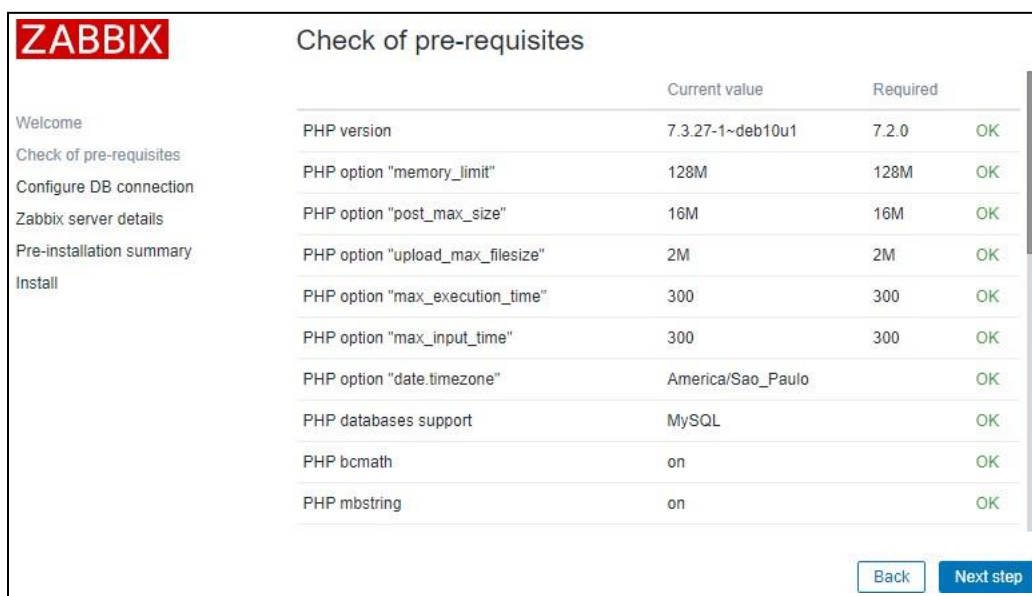 ZABBIX
Check of pre-requisites
Welcome
Check of pre-requisites
Configure DB connection
Zabbix server details
Pre-installation summary
Install
Current value Required
PHP version 7.3.27-1~deb10u1 7.2.0 OK
PHP option "memory_limit" 128M 128M OK
PHP option "post_max_size" 16M 16M OK
PHP option "upload_max_filesize" 2M 2M OK
PHP option "max_execution_time" 300 300 OK
PHP option "max_input_time" 300 300 OK
PHP option "date.timezone" America/Sao_Paulo OK
PHP databases support MySQL OK
PHP bcmath on OK
PHP mbstring on OK
Back Next step